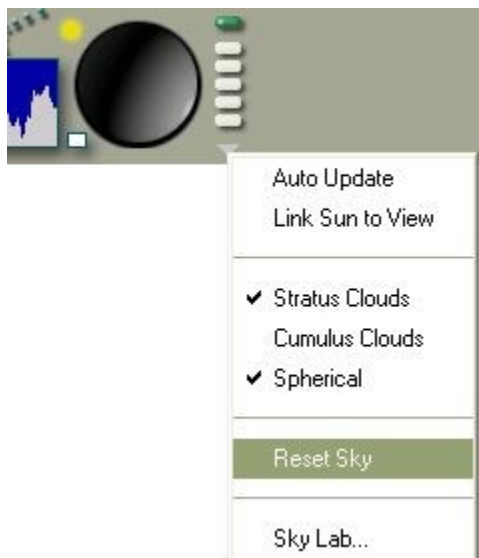 Auto Update
Link Sun to View
Stratus Clouds
Cumulus Clouds
Spherical
Reset Sky
Sky Lab...